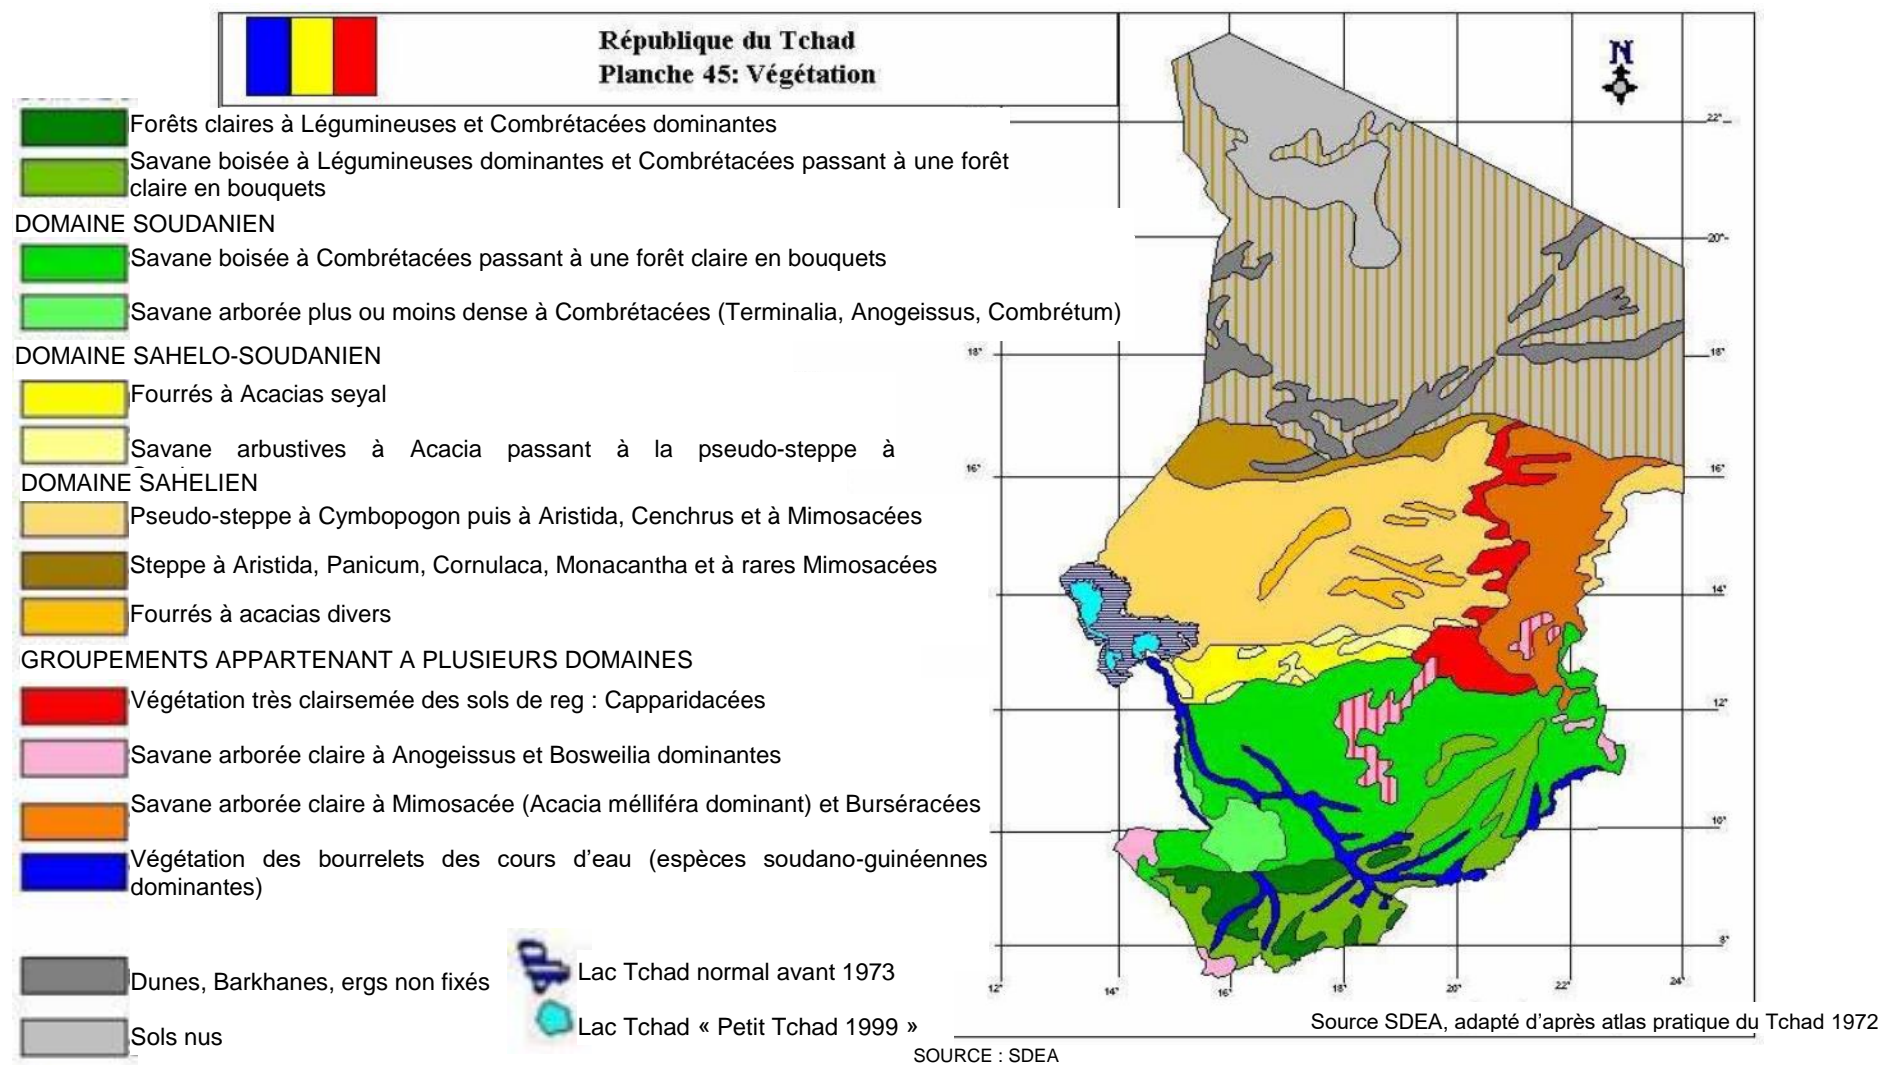 République du Tchad
Planche 45: Végétation
N
Forêts claires à Légumineuses et Combrétacées dominantes
Savane boisée à Légumineuses dominantes et Combrétacées passant à une forêt
claire en bouquets
DOMAINE SOUDANIEN
Savane boisée à Combrétacées passant à une forêt claire en bouquets
Savane arborée plus ou moins dense à Combrétacées (Terminalia, Anogeissus, Combrétum)
DOMAINE SAHELO-SOUDANIEN
Fourrés à Acacias seyal
Savane arbustives à Acacia passant à la pseudo-steppe à
DOMAINE SAHELIEN
Pseudo-steppe à Cymbopogon puis à Aristida, Cenchrus et à Mimosacées
Steppe à Aristida, Panicum, Cornulaca, Monacantha et à rares Mimosacées
Fourrés à acacias divers
GROUPEMENTS APPARTENANT A PLUSIEURS DOMAINES
Végétation très clairsemée des sols de reg : Capparidacées
Savane arborée claire à Anogeissus et Bosweilia dominantes
Savane arborée claire à Mimosacée (Acacia mélliféra dominant) et Burséracées
Végétation des bourrelets des cours d'eau (espèces soudano-guinéennes
dominantes)
Dunes, Barkhanes, ergs non fixés
Sols nus
Lac Tchad normal avant 1973
Lac Tchad « Petit Tchad 1999 »
22°
20°
18° 18°
16° 16°
14°
12°
10°
8°
12° 14° 16° 18° 20° 22° 24°
Source SDEA, adapté d'après atlas pratique du Tchad 1972
SOURCE : SDEA